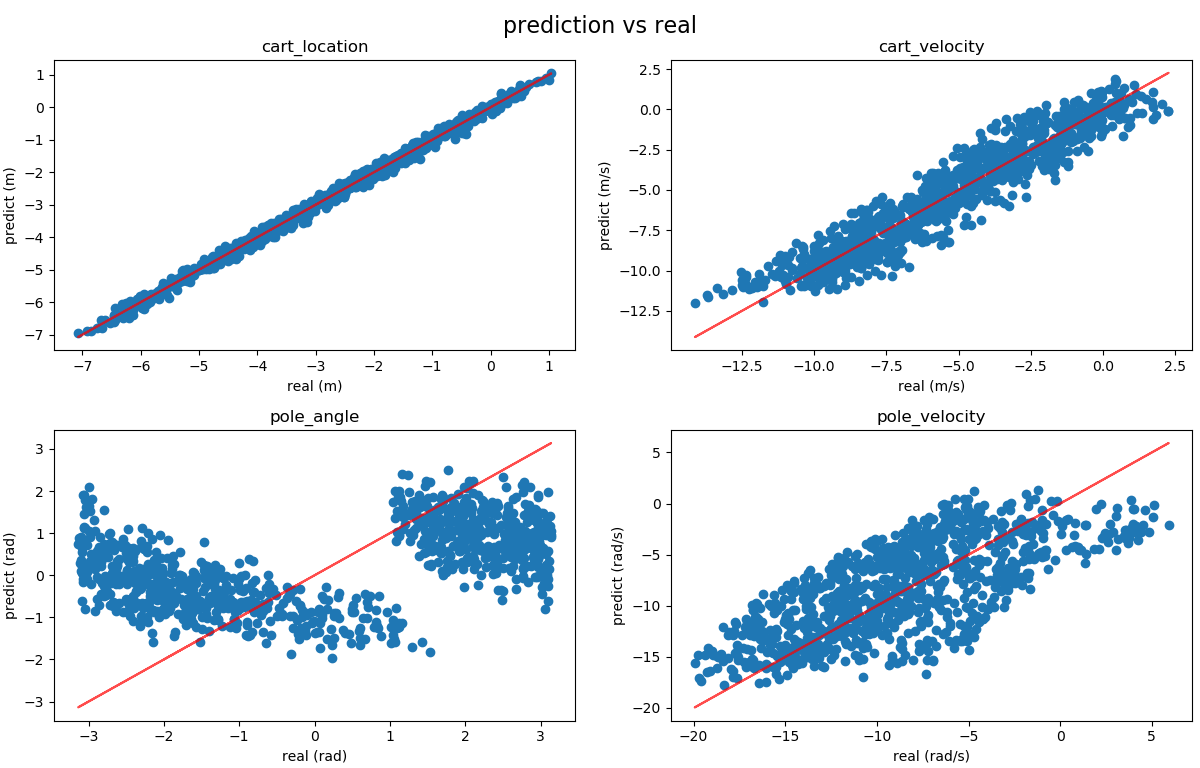 prediction vs real
cart_location
1
0
−1
−2
−3
−4
−5
−6
−7
predict (m)
−7 −6 −5 −4 −3 −2 −1 0 1
real (m)
cart_velocity
2.5
0.0
−2.5
−5.0
−7.5
−10.0
−12.5
predict (m/s)
−12.5 −10.0 −7.5 −5.0 −2.5 0.0 2.5
real (m/s)
pole_angle
3
2
1
0
−1
−2
−3
predict (rad)
−3 −2 −1 0 1 2 3
real (rad)
pole_velocity
5
0
−5
−10
−15
−20
predict (rad/s)
−20 −15 −10 −5 0 5
real (rad/s)